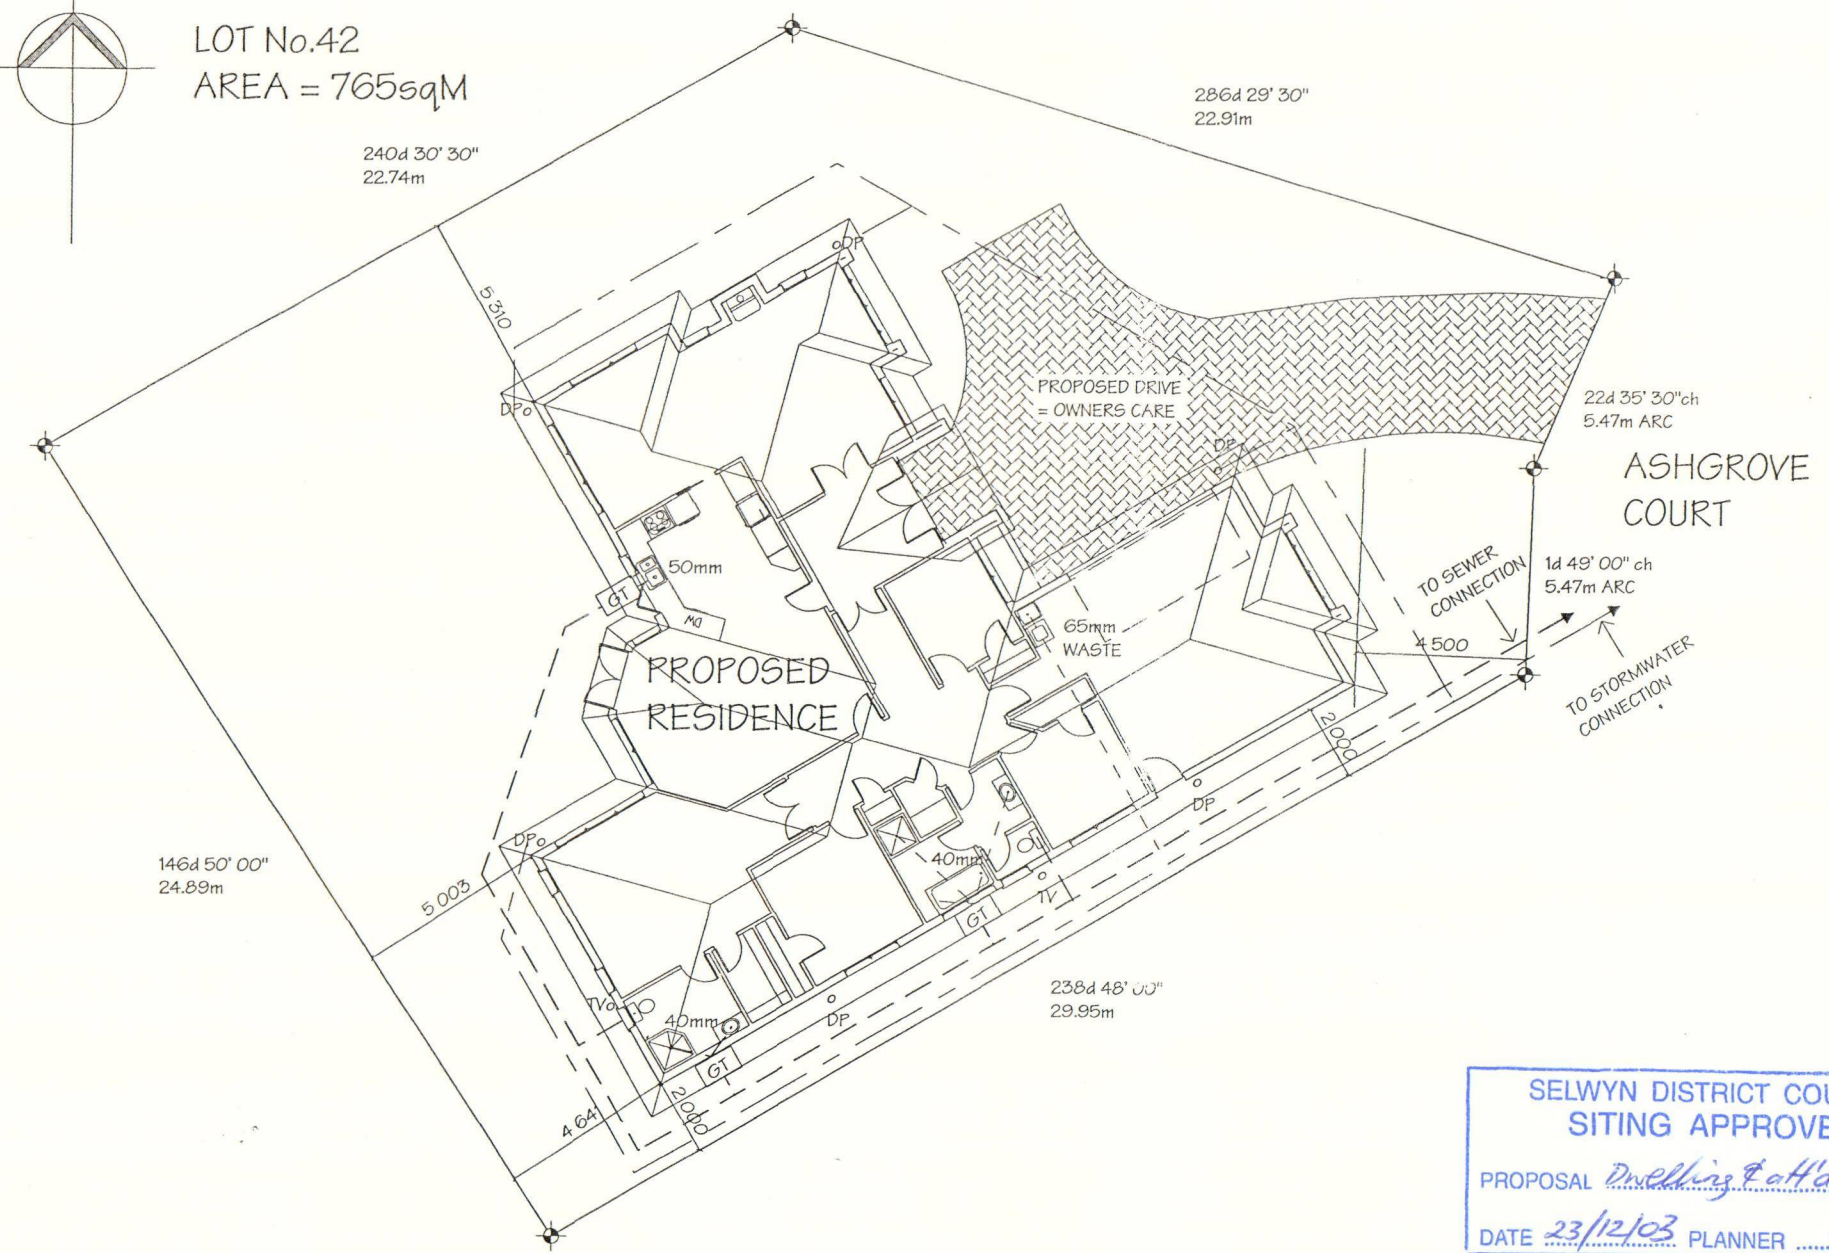 LOT No.42
AREA = 765sqM
286d 29' 30"
22.91m
240d 30' 30"
22.74m
DP
5 310
PROPOSED DRIVE
= OWNERS CARE
22d 35' 30"ch
5.47m ARC
DP
DP
ASHGROVE
COURT
TO SEWER
CONNECTION
1d 49' 00" ch
5.47m ARC
50mm
GT
DW
65mm
WASTE
4 500
TO STORMWATER
CONNECTION
PROPOSED
RESIDENCE
2 000
DP
DP
40mm
146d 50' 00"
24.89m
5 003
TV
GT
238d 48' 00"
29.95m
TV
40mm
DP
GT
2 000
4 64
SELWYN DISTRICT COU
SITING APPROVE
PROPOSAL Dwelling & att'd
DATE 23/12/03 PLANNER